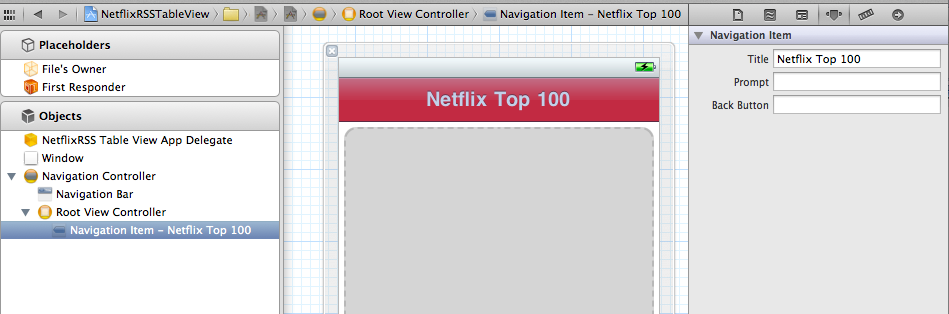 NetflixRSSTableView Root View Controller Navigation Item – Netflix Top 100
Placeholders
File's Owner
First Responder
Objects
NetflixRSS Table View App Delegate
Window
Navigation Controller
Navigation Bar
Root View Controller
Navigation Item – Netflix Top 100
Netflix Top 100
Navigation Item
Title Netflix Top 100
Prompt
Back Button